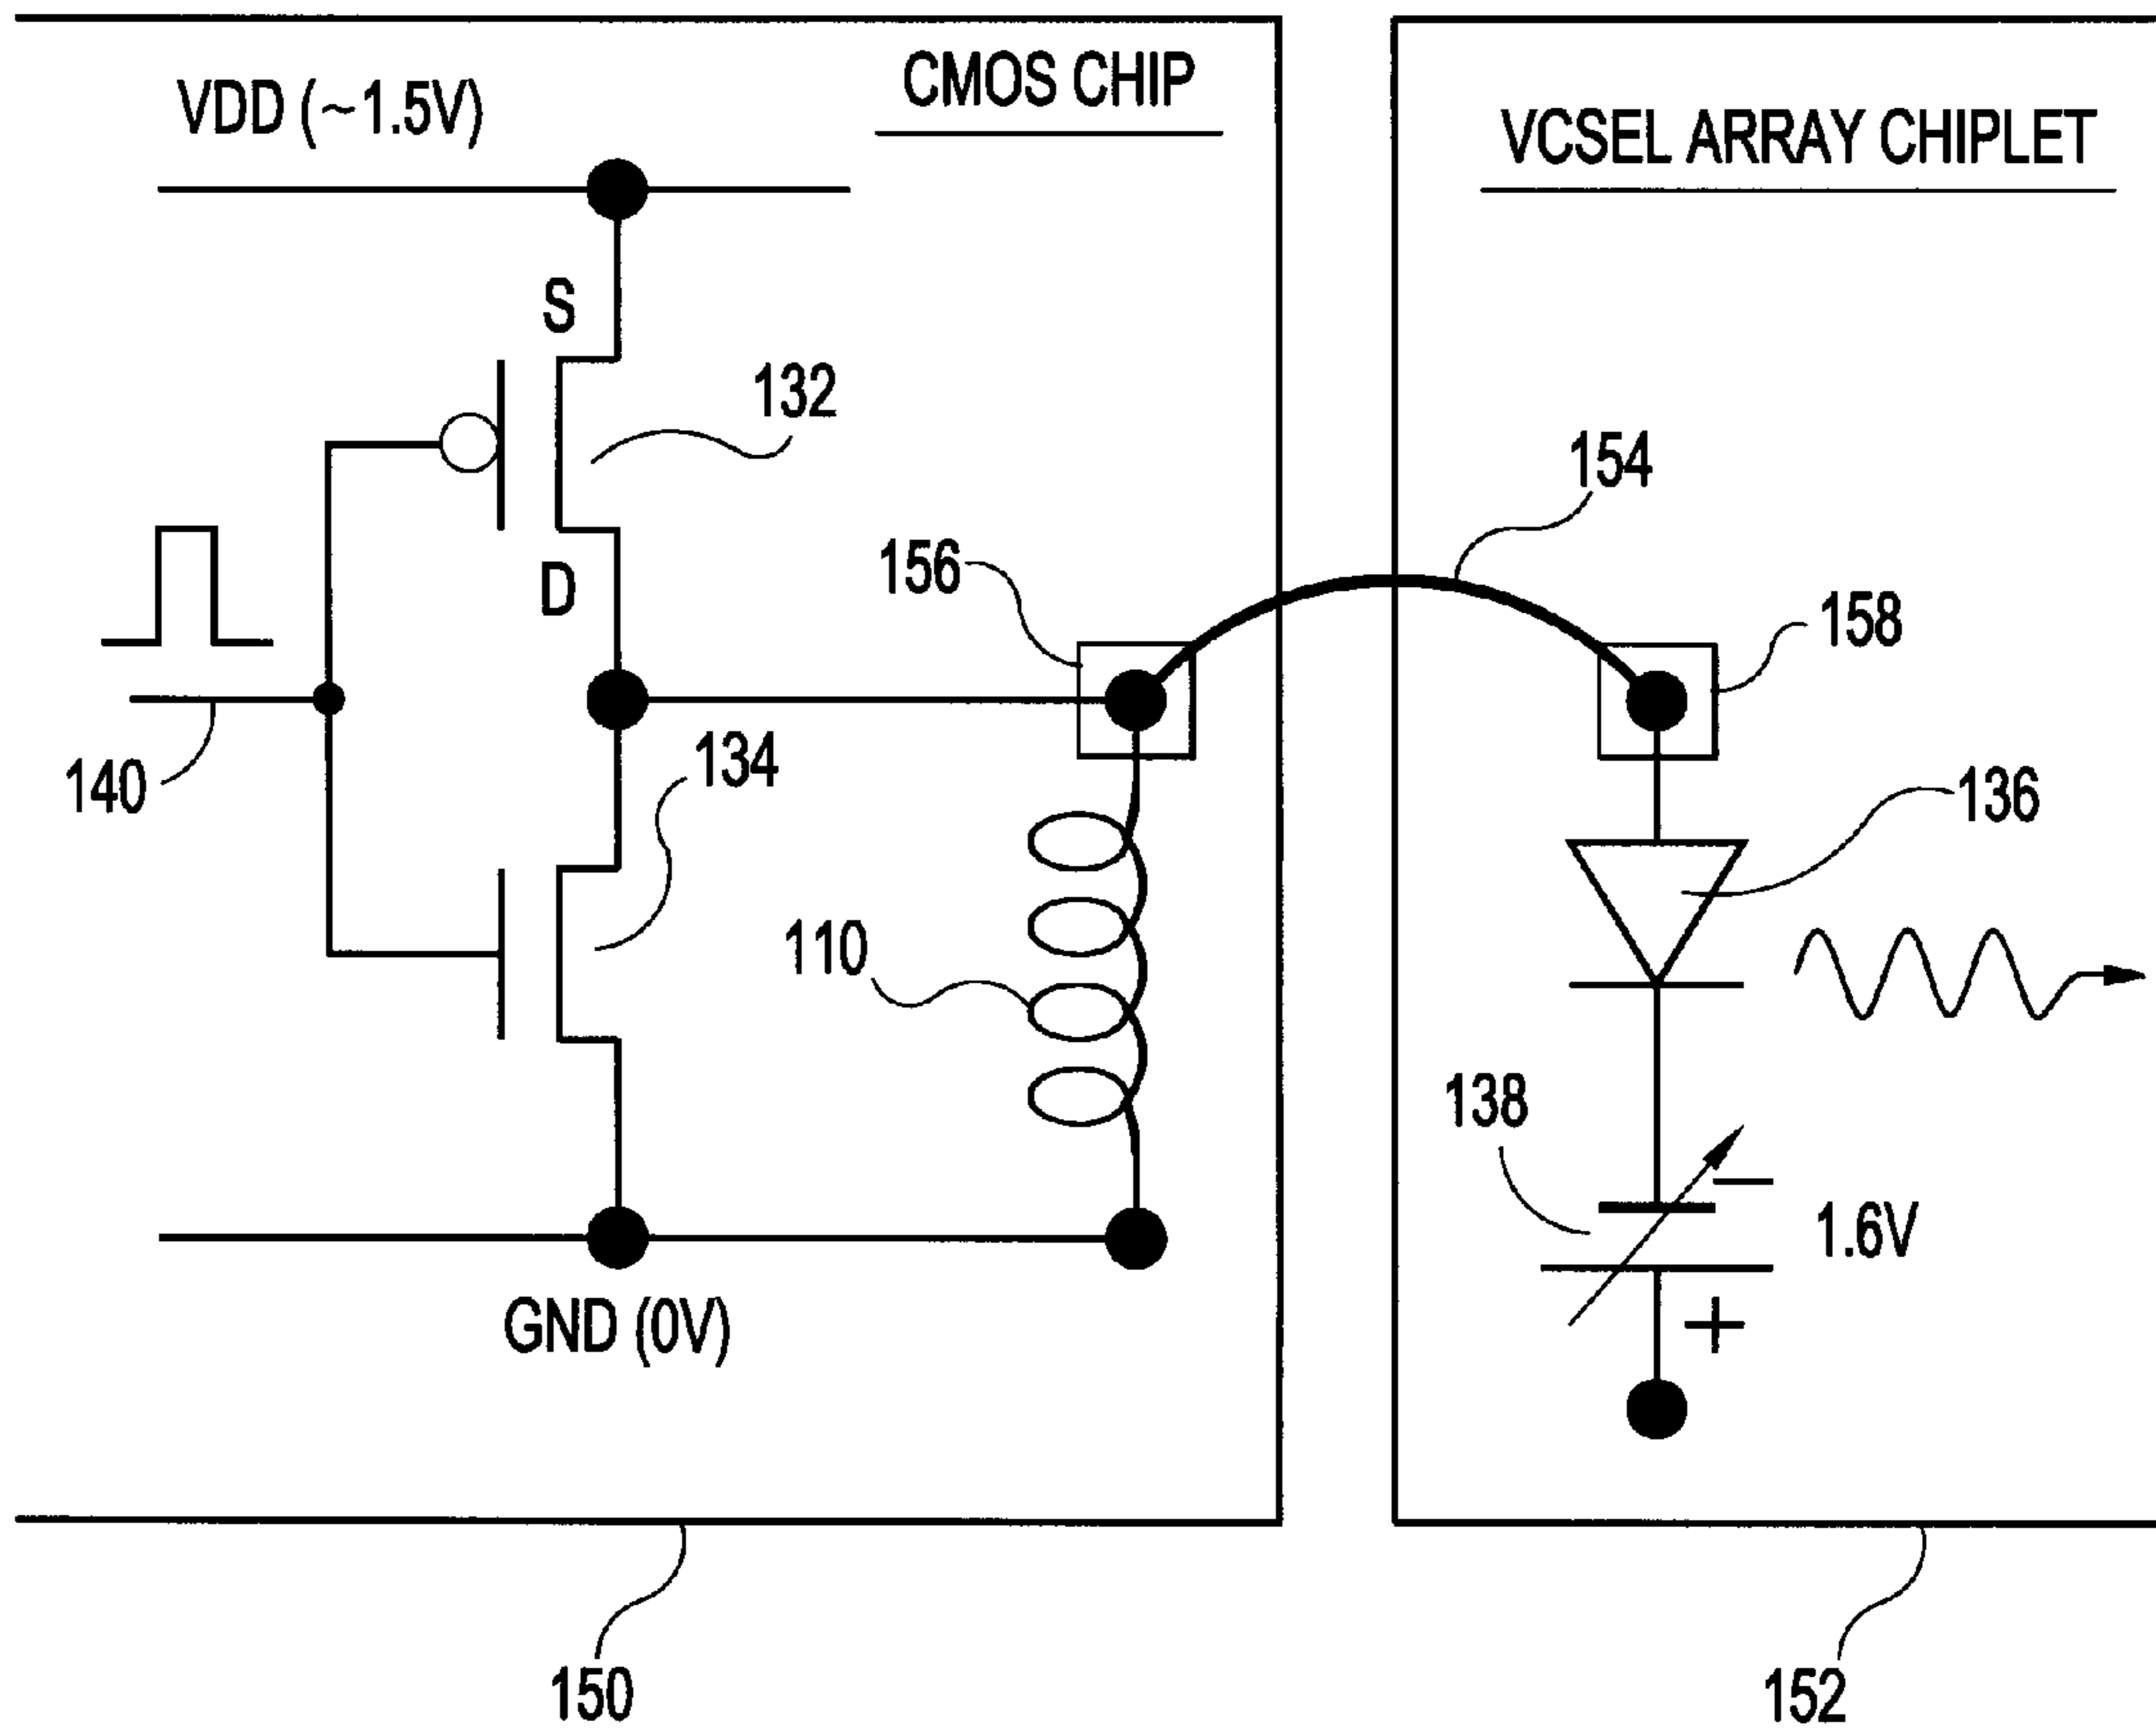 CMOS CHIP
VDD (~1.5V)
VCSEL ARRAY CHIPLET
S
132
154
156
D
158
134
140
136
110
138
−
1.6V
GND (0V)
+
150
152